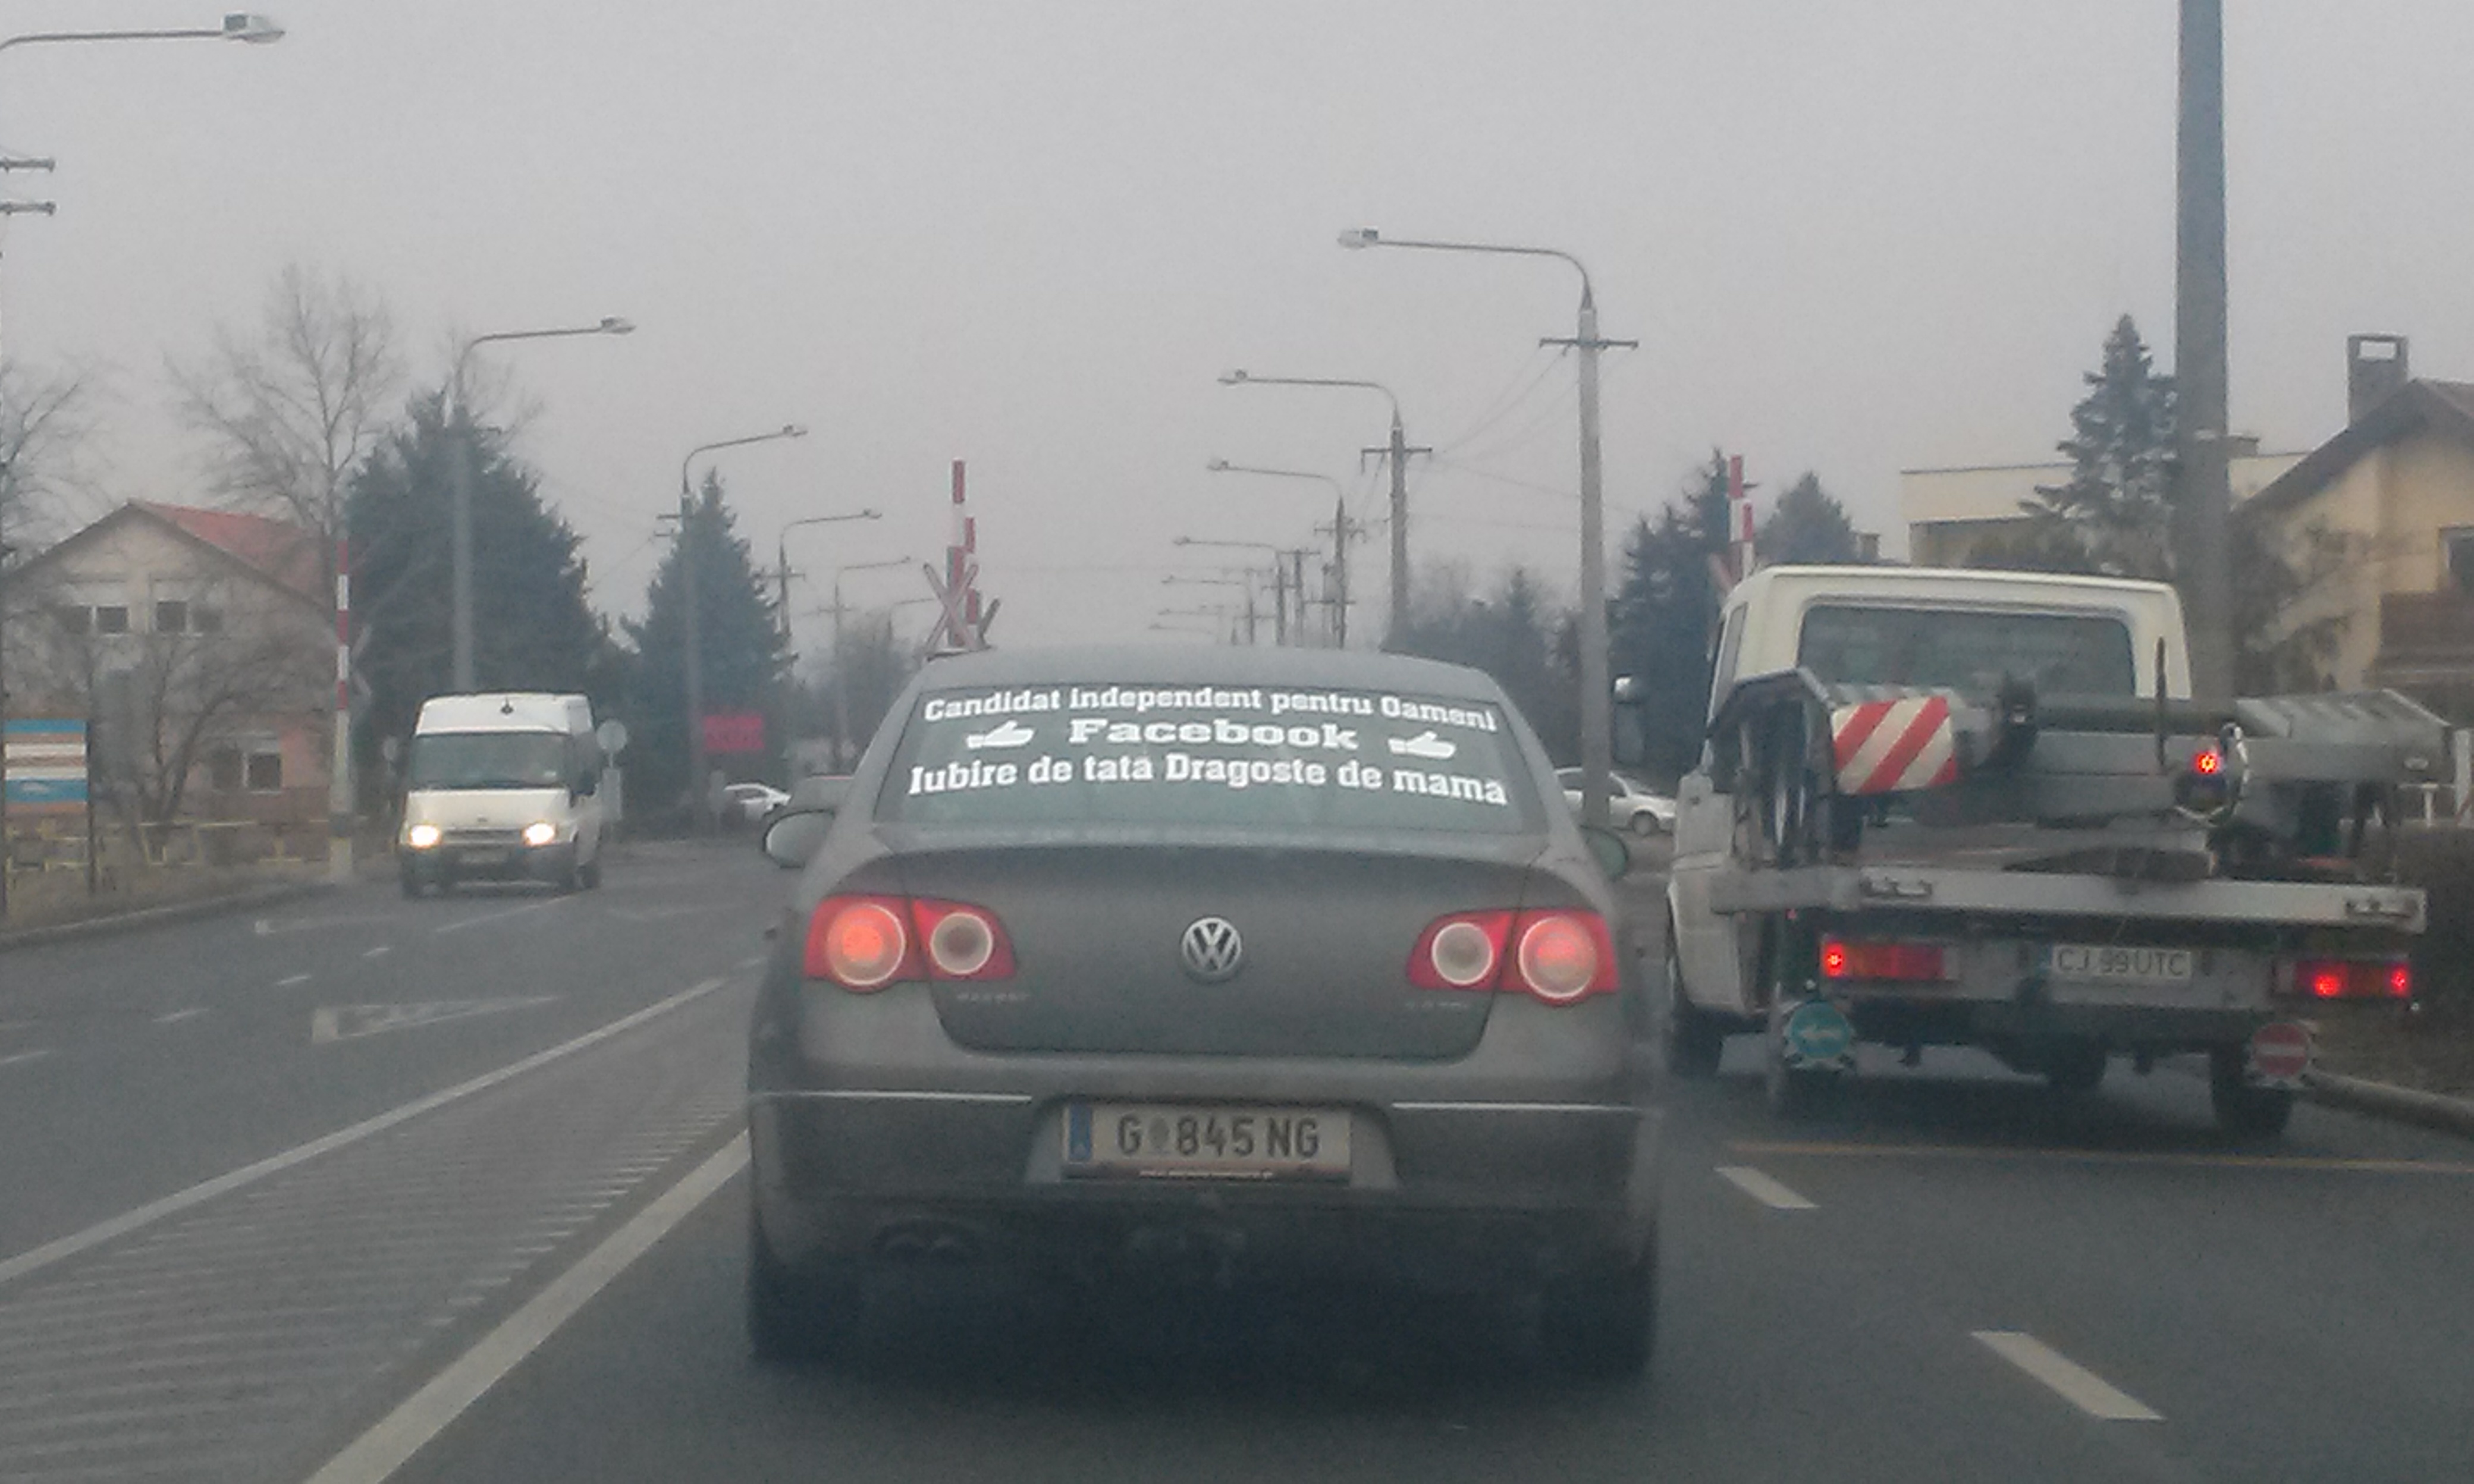 Candidat independent pentru Oameni
Facebook
Iubire de tata Dragoste de mama
CJ 99 UTC
G 845 NG